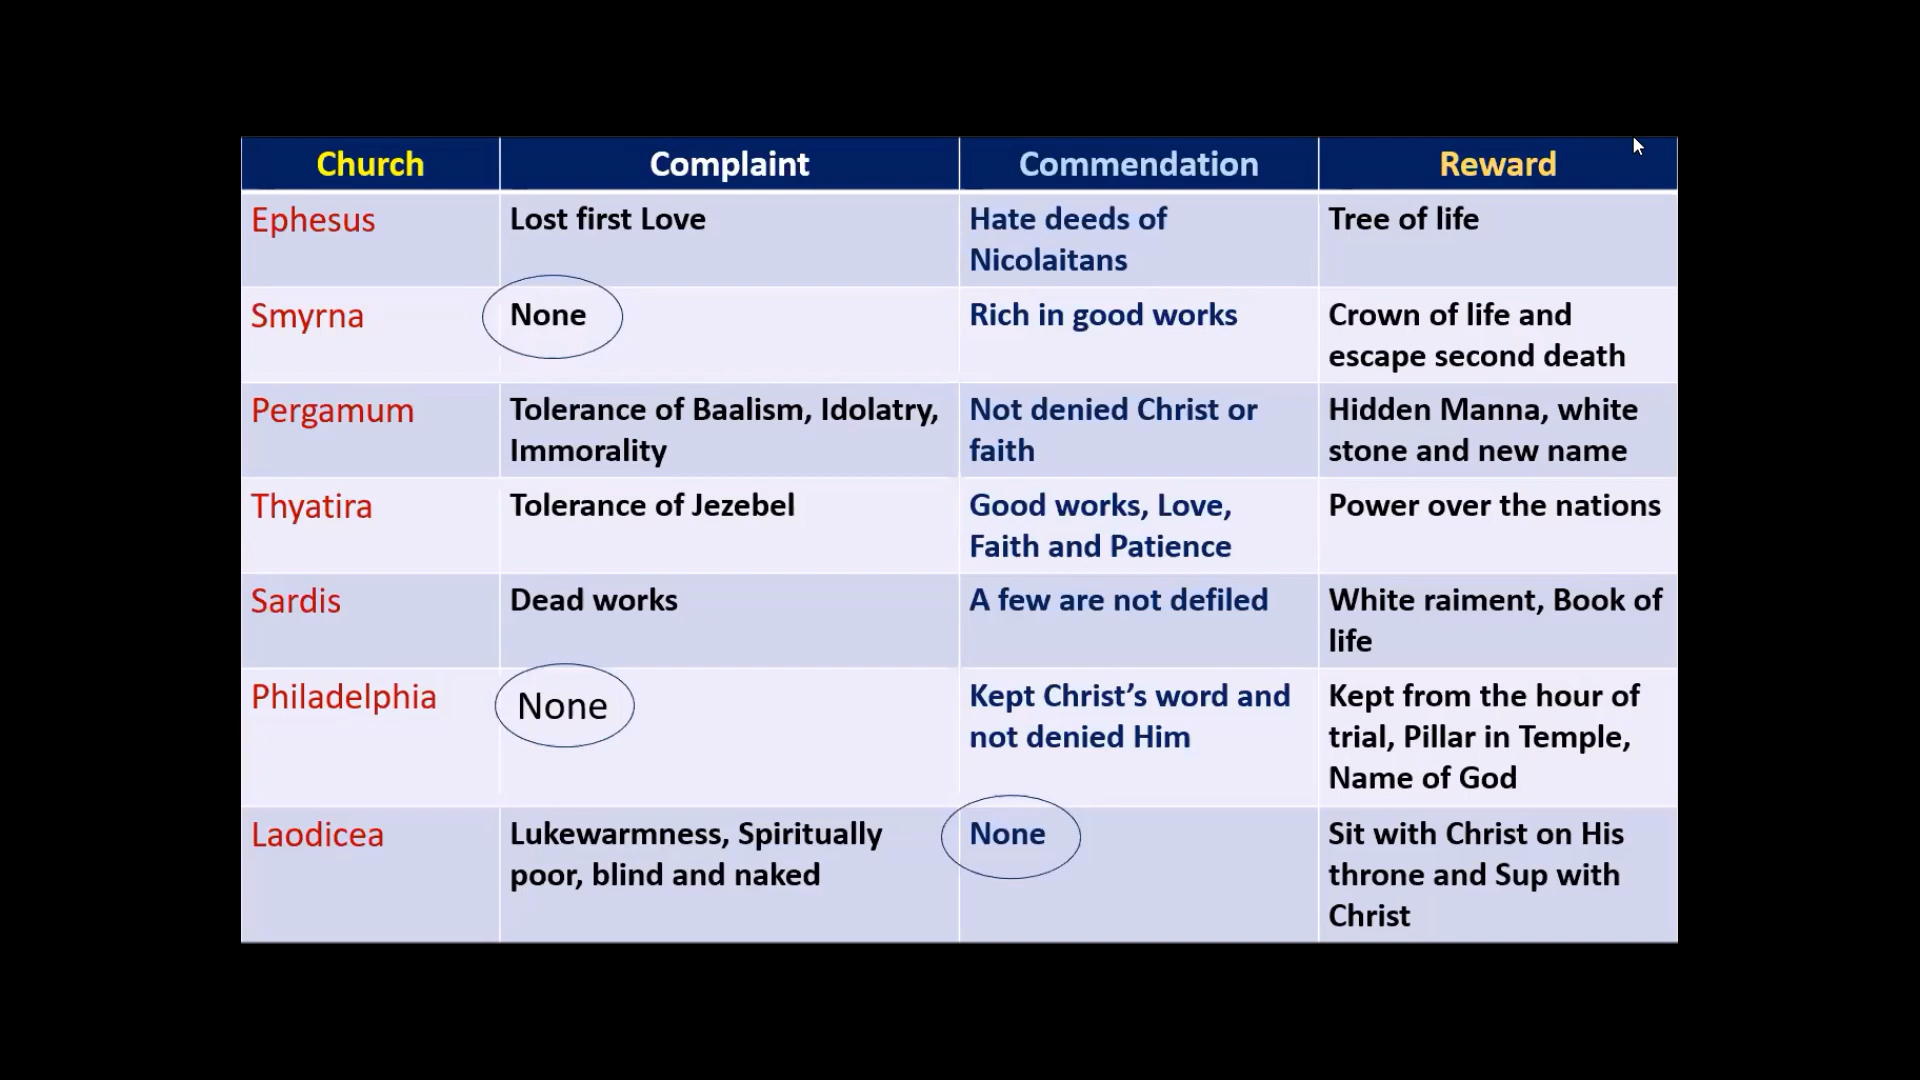 Church Complaint Commendation Reward
Ephesus Lost first Love Hate deeds of Nicolaitans Tree of life
Smyrna None Rich in good works Crown of life and escape second death
Pergamum Tolerance of Baalism, Idolatry, Immorality Not denied Christ or faith Hidden Manna, white stone and new name
Thyatira Tolerance of Jezebel Good works, Love, Faith and Patience Power over the nations
Sardis Dead works A few are not defiled White raiment, Book of life
Philadelphia None Kept Christ’s word and not denied Him Kept from the hour of trial, Pillar in Temple, Name of God
Laodicea Lukewarmness, Spiritually poor, blind and naked None Sit with Christ on His throne and Sup with Christ